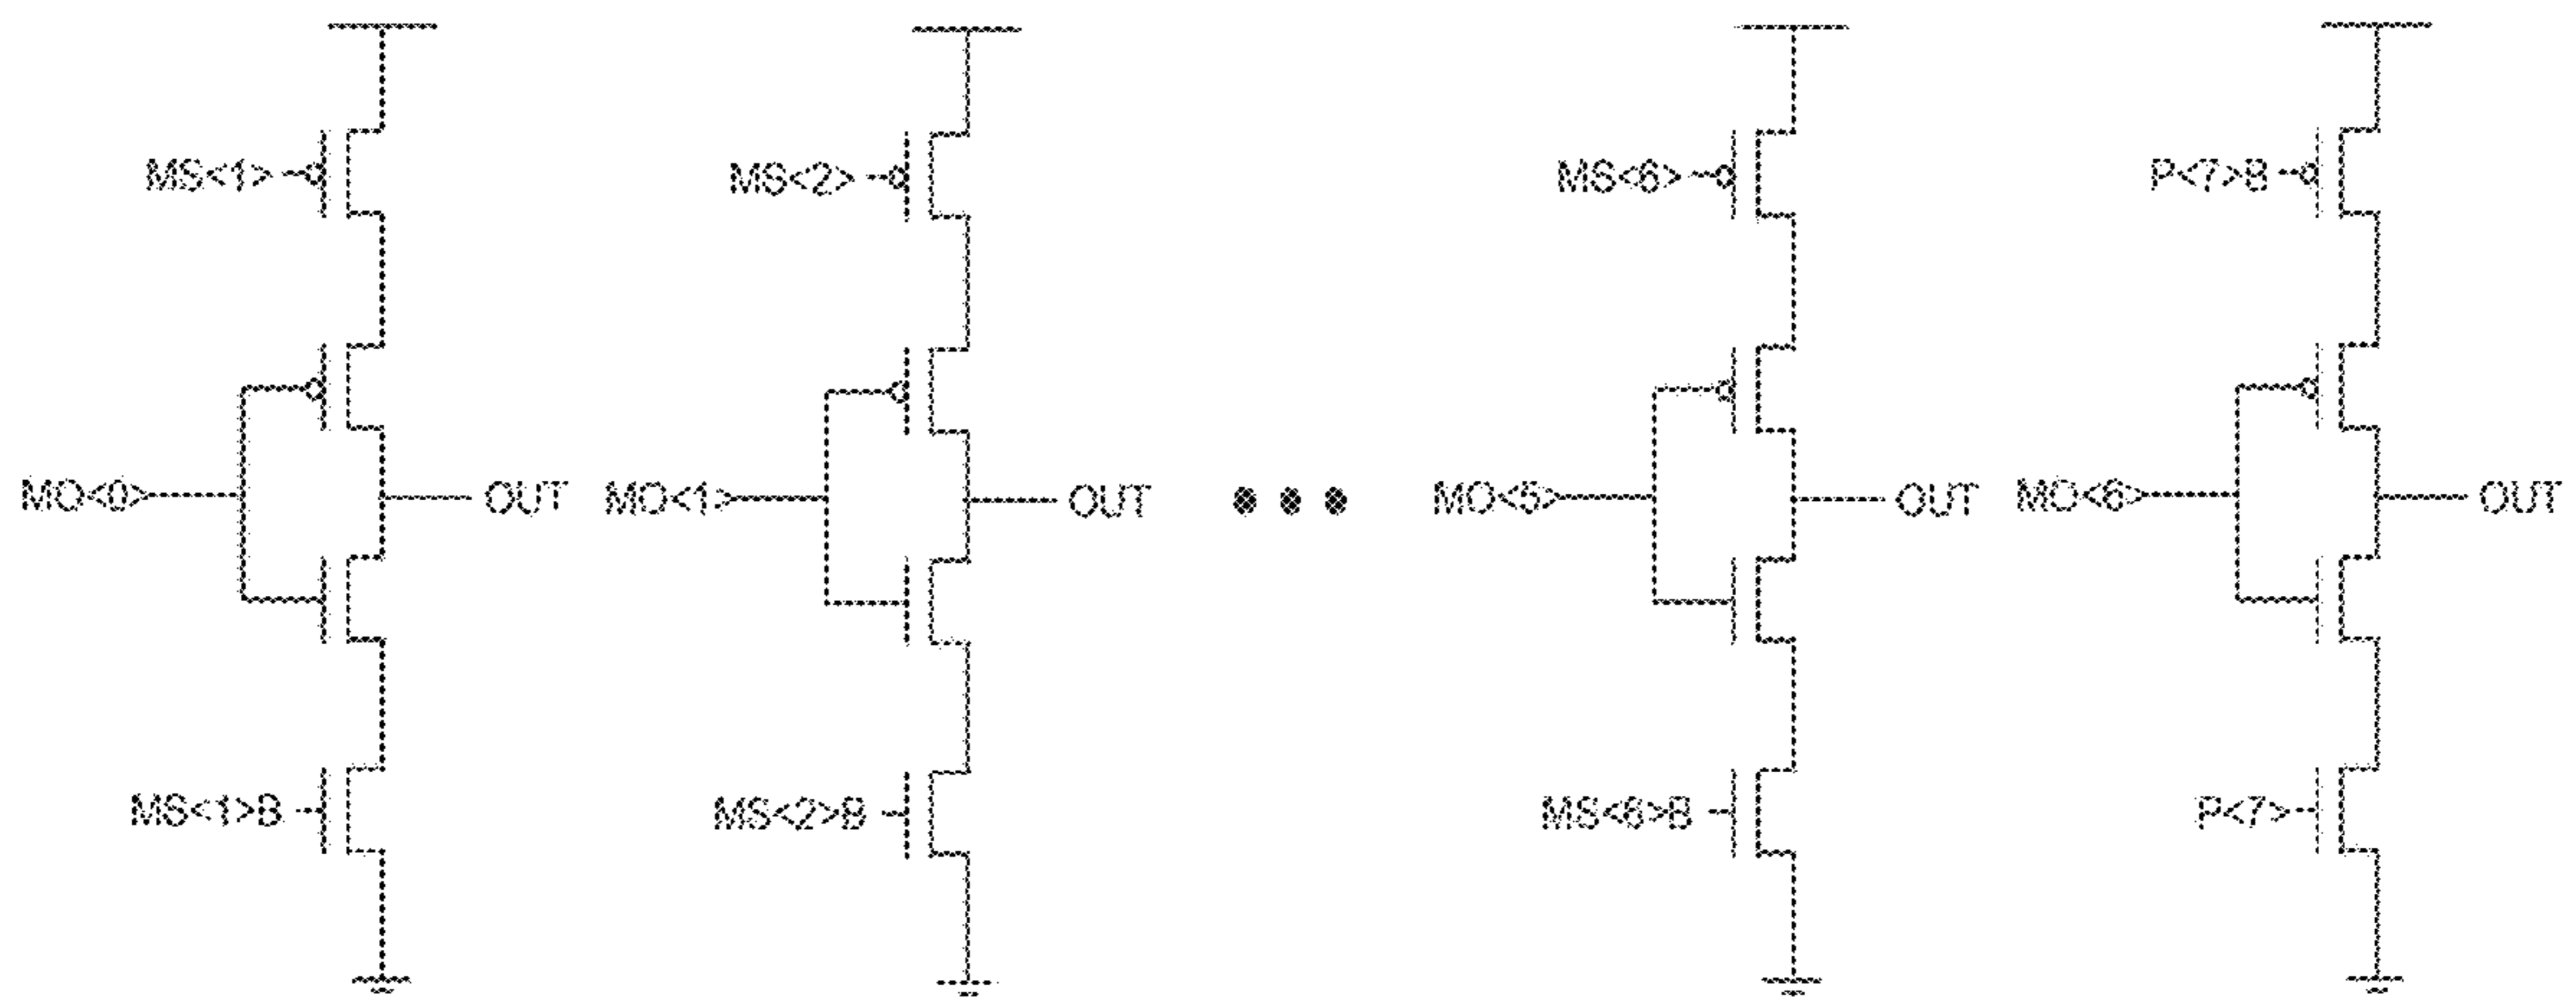 MS<1>
MS<2>
MS<6>
P<7>B
MO<0>
OUT
MO<1>
OUT
MO<5>
OUT
MO<6>
OUT
MS<1>B
MS<2>B
MS<6>B
P<7>